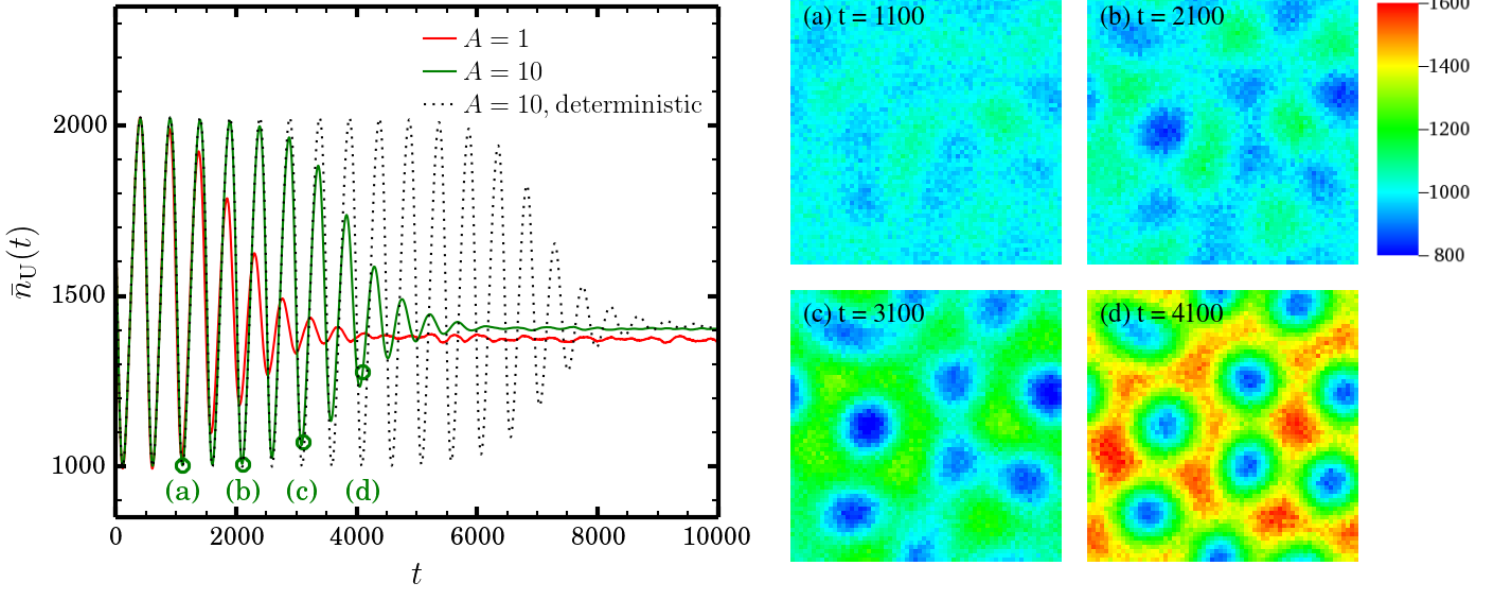 A = 1
A = 10
A = 10, deterministic
2000
1500
1000
n̄U(t)
(a) (b) (c) (d)
0 2000 4000 6000 8000 10000
t
(a) t = 1100
(b) t = 2100
(c) t = 3100
(d) t = 4100
1600
1400
1200
1000
800